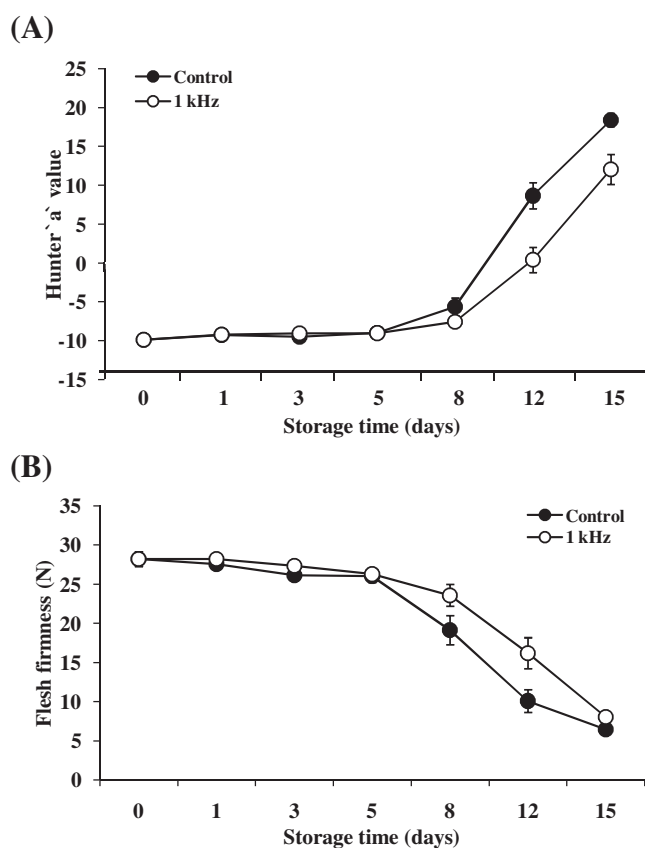 (A)
25
20
15
10
5
0
-5
-10
-15
Hunter `a` value
Control
1 kHz
0 1 3 5 8 12 15
Storage time (days)
(B)
35
30
25
20
15
10
5
0
Flesh firmness (N)
Control
1 kHz
0 1 3 5 8 12 15
Storage time (days)